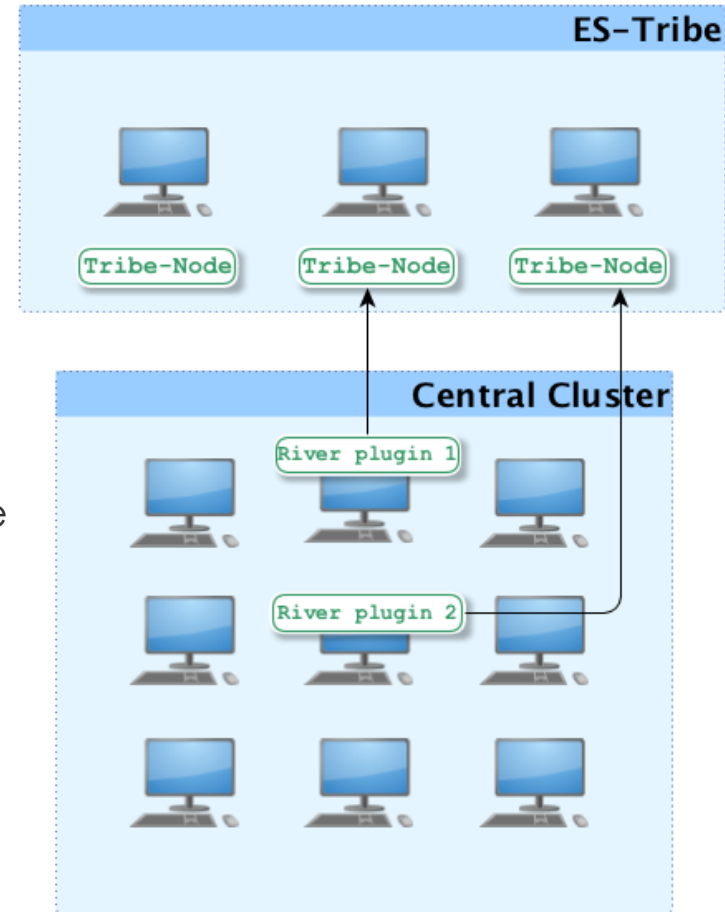 ES-Tribe
Tribe-Node
Tribe-Node
Tribe-Node
Central Cluster
River plugin 1
e
River plugin 2